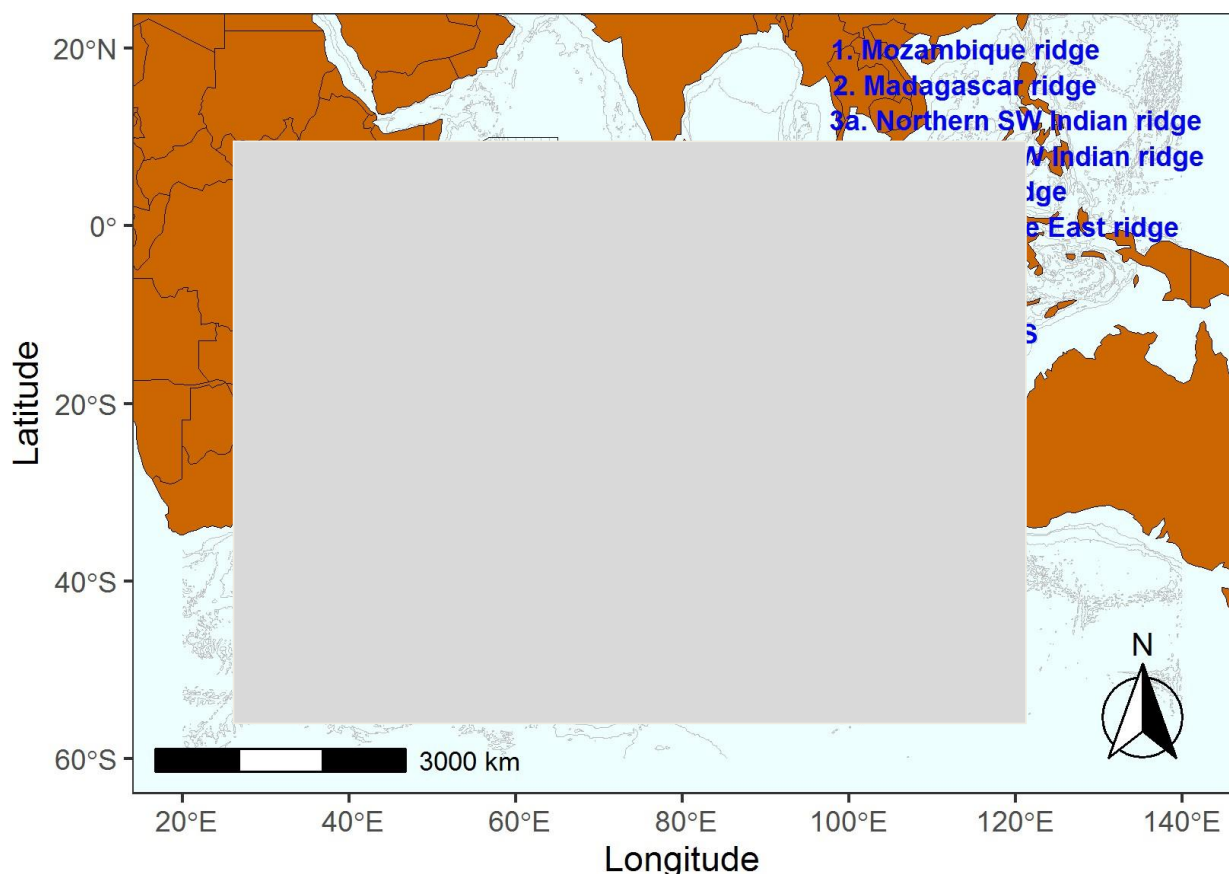 1. Mozambique ridge
2. Madagascar ridge
3a. Northern SW Indian ridge
Indian ridge
East ridge
20°N
0°
20°S
40°S
60°S
Latitude
N
3000 km
20°E
40°E
60°E
80°E
100°E
120°E
140°E
Longitude